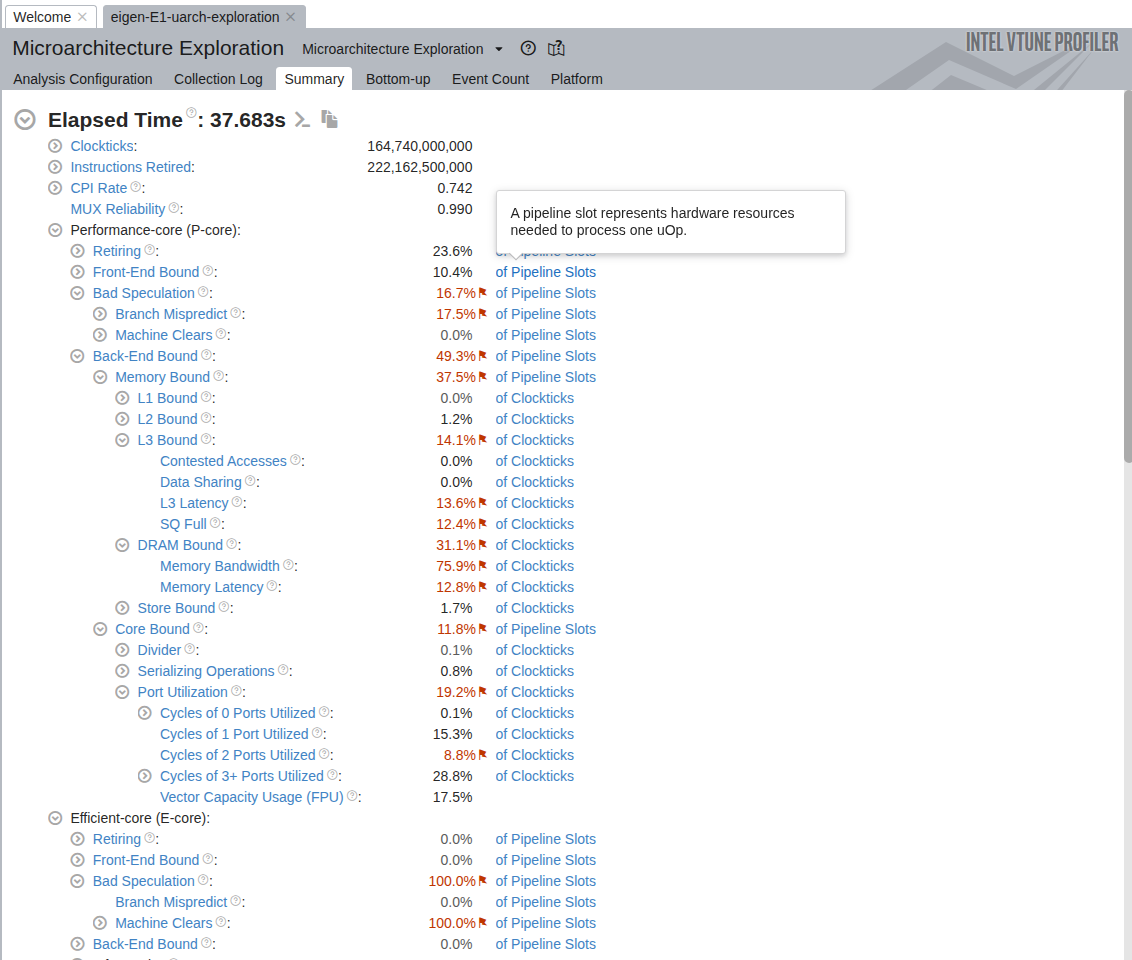 Welcome
eigen-E1-uarch-exploration
Microarchitecture Exploration Microarchitecture Exploration
INTEL VTUNE PROFILER
Analysis Configuration Collection Log Summary Bottom-up Event Count Platform
Elapsed Time: 37.683s
Clockticks: 164,740,000,000
Instructions Retired: 222,162,500,000
CPI Rate: 0.742
MUX Reliability: 0.990
A pipeline slot represents hardware resources
needed to process one uOp.
Performance-core (P-core):
Retiring: 23.6% of Pipeline Slots
Front-End Bound: 10.4% of Pipeline Slots
Bad Speculation: 16.7% of Pipeline Slots
Branch Mispredict: 17.5% of Pipeline Slots
Machine Clears: 0.0% of Pipeline Slots
Back-End Bound: 49.3% of Pipeline Slots
Memory Bound: 37.5% of Pipeline Slots
L1 Bound: 0.0% of Clockticks
L2 Bound: 1.2% of Clockticks
L3 Bound: 14.1% of Clockticks
Contested Accesses: 0.0% of Clockticks
Data Sharing: 0.0% of Clockticks
L3 Latency: 13.6% of Clockticks
SQ Full: 12.4% of Clockticks
DRAM Bound: 31.1% of Clockticks
Memory Bandwidth: 75.9% of Clockticks
Memory Latency: 12.8% of Clockticks
Store Bound: 1.7% of Clockticks
Core Bound: 11.8% of Pipeline Slots
Divider: 0.1% of Clockticks
Serializing Operations: 0.8% of Clockticks
Port Utilization: 19.2% of Clockticks
Cycles of 0 Ports Utilized: 0.1% of Clockticks
Cycles of 1 Port Utilized: 15.3% of Clockticks
Cycles of 2 Ports Utilized: 8.8% of Clockticks
Cycles of 3+ Ports Utilized: 28.8% of Clockticks
Vector Capacity Usage (FPU): 17.5%
Efficient-core (E-core):
Retiring: 0.0% of Pipeline Slots
Front-End Bound: 0.0% of Pipeline Slots
Bad Speculation: 100.0% of Pipeline Slots
Branch Mispredict: 0.0% of Pipeline Slots
Machine Clears: 100.0% of Pipeline Slots
Back-End Bound: 0.0% of Pipeline Slots